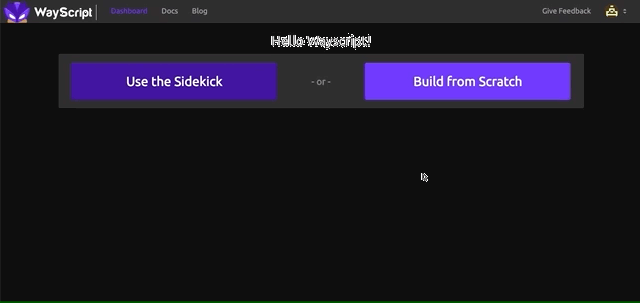 WayScript
Dashboard Docs Blog Give Feedback
Hello Wayscript!
Use the Sidekick - or - Build from Scratch